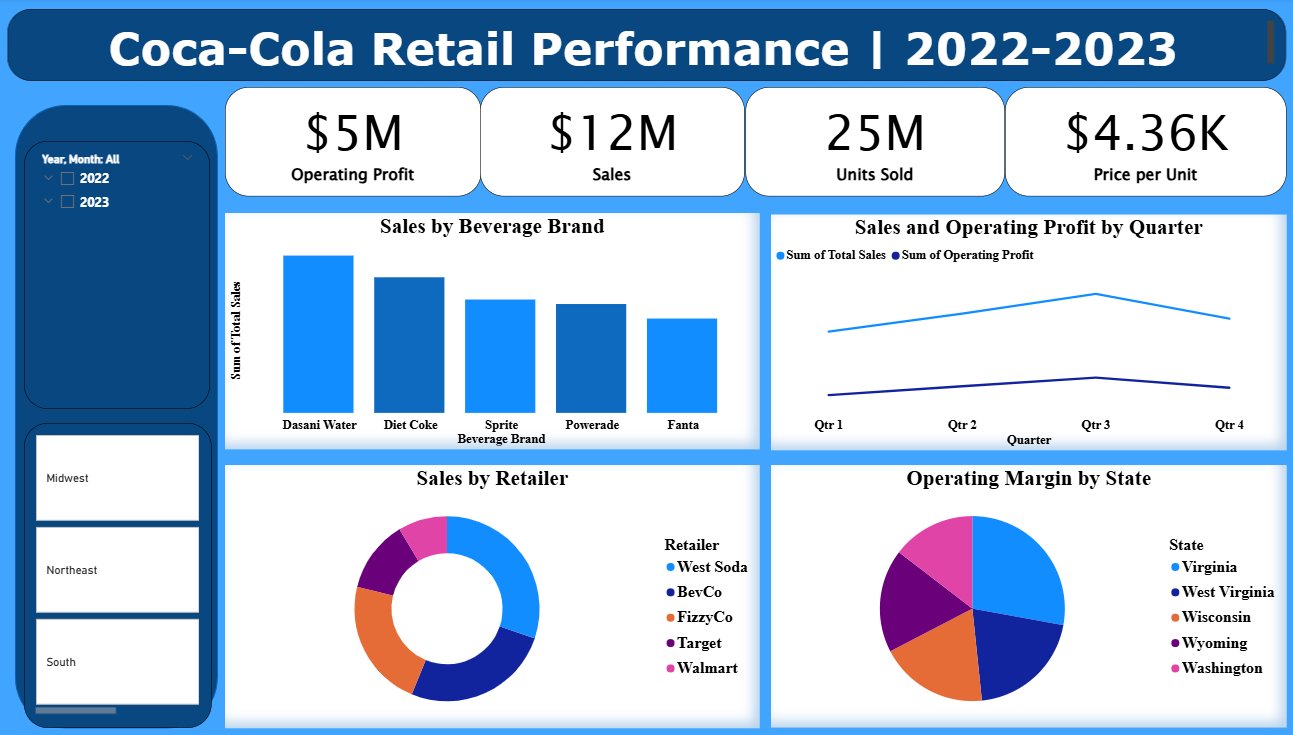 Coca-Cola Retail Performance | 2022-2023
Year, Month: All
2022
2023
Midwest
Northeast
South
$5M
Operating Profit
$12M
Sales
25M
Units Sold
$4.36K
Price per Unit
Sales by Beverage Brand
Sum of Total Sales
Dasani Water Diet Coke Sprite Powerade Fanta
Beverage Brand
Sales and Operating Profit by Quarter
Sum of Total Sales Sum of Operating Profit
Qtr 1 Qtr 2 Qtr 3 Qtr 4
Quarter
Sales by Retailer
Retailer
West Soda
BevCo
FizzyCo
Target
Walmart
Operating Margin by State
State
Virginia
West Virginia
Wisconsin
Wyoming
Washington